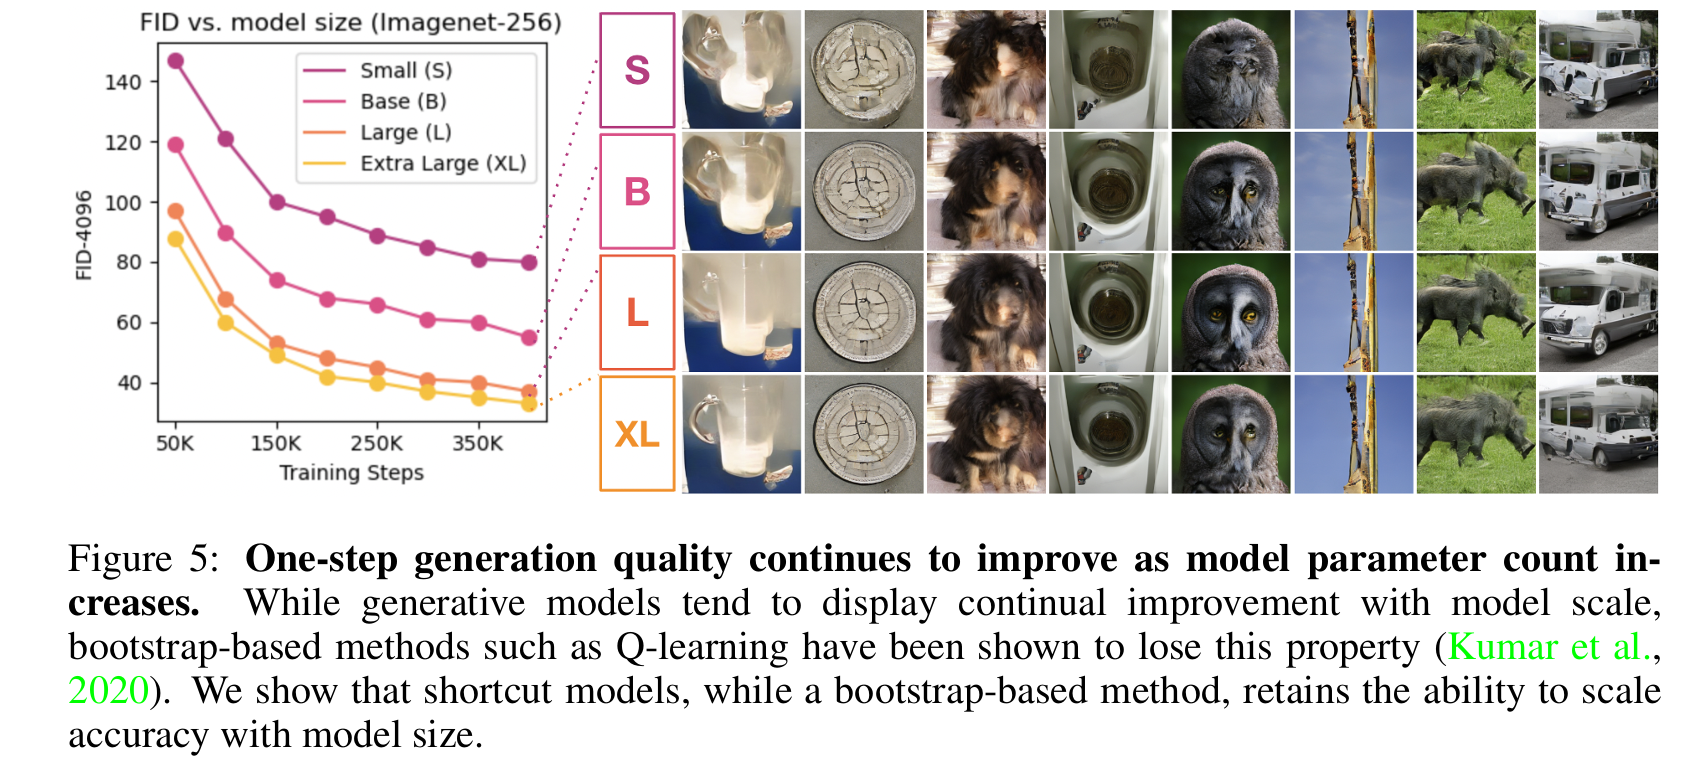 FID vs. model size (Imagenet-256)
Small (S)
Base (B)
Large (L)
Extra Large (XL)
FID-4096
140
120
100
80
60
40
50K 150K 250K 350K
Training Steps
S
B
L
XL
Figure 5: One-step generation quality continues to improve as model parameter count in-
creases. While generative models tend to display continual improvement with model scale,
bootstrap-based methods such as Q-learning have been shown to lose this property (Kumar et al.,
2020). We show that shortcut models, while a bootstrap-based method, retains the ability to scale
accuracy with model size.